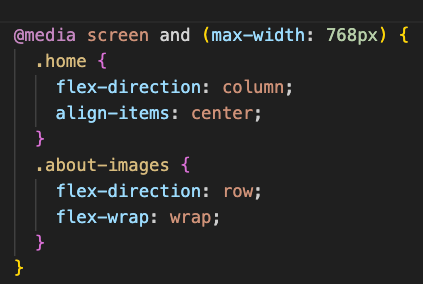 @media screen and (max-width: 768px) {
  .home {
    flex-direction: column;
    align-items: center;
  }
  .about-images {
    flex-direction: row;
    flex-wrap: wrap;
  }
}